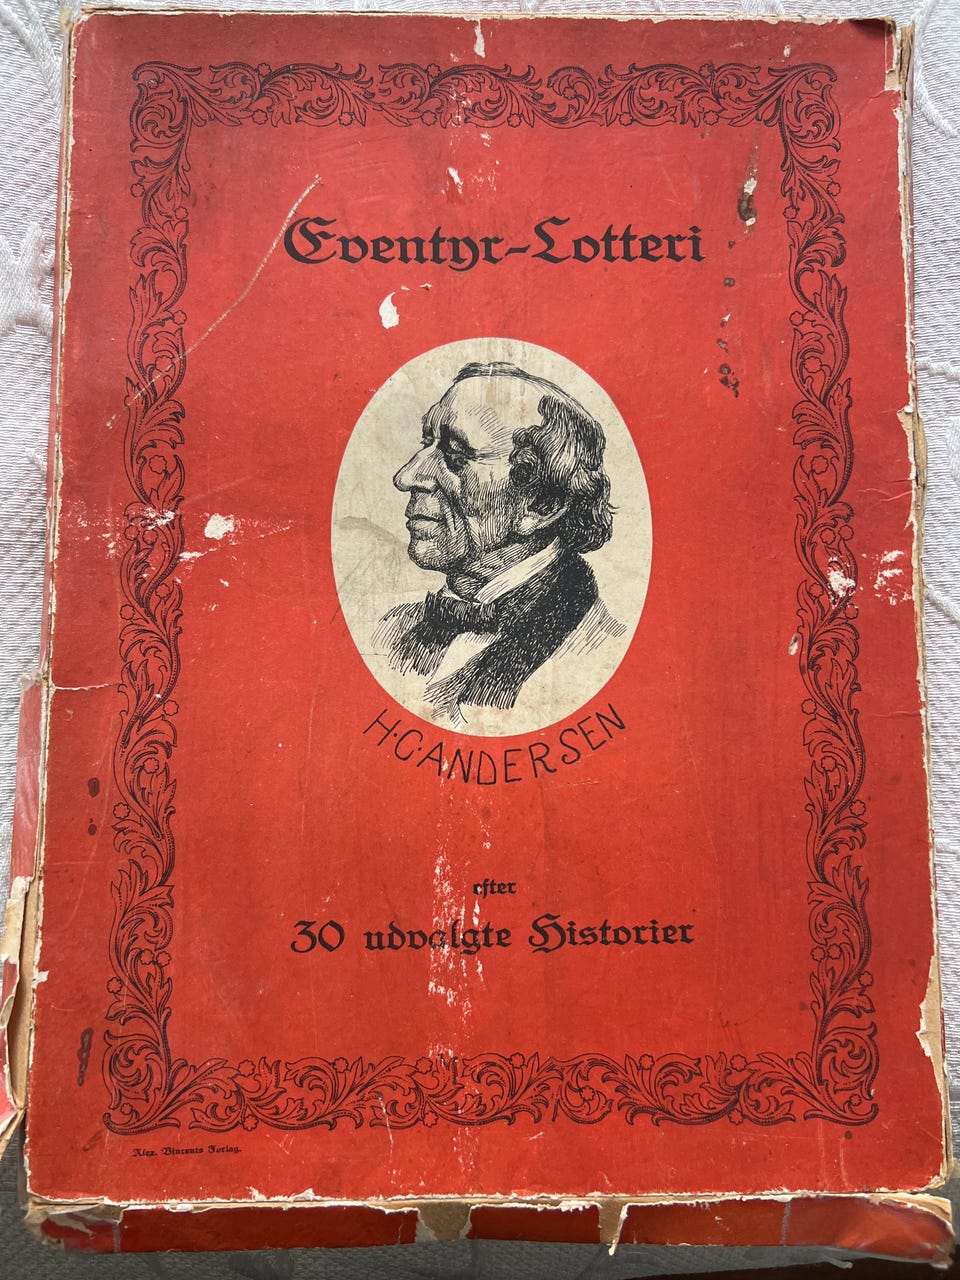 Eventyr-Lotteri
H·C·ANDERSEN
efter
30 udvalgte Historier
Alex. Vincents Forlag.